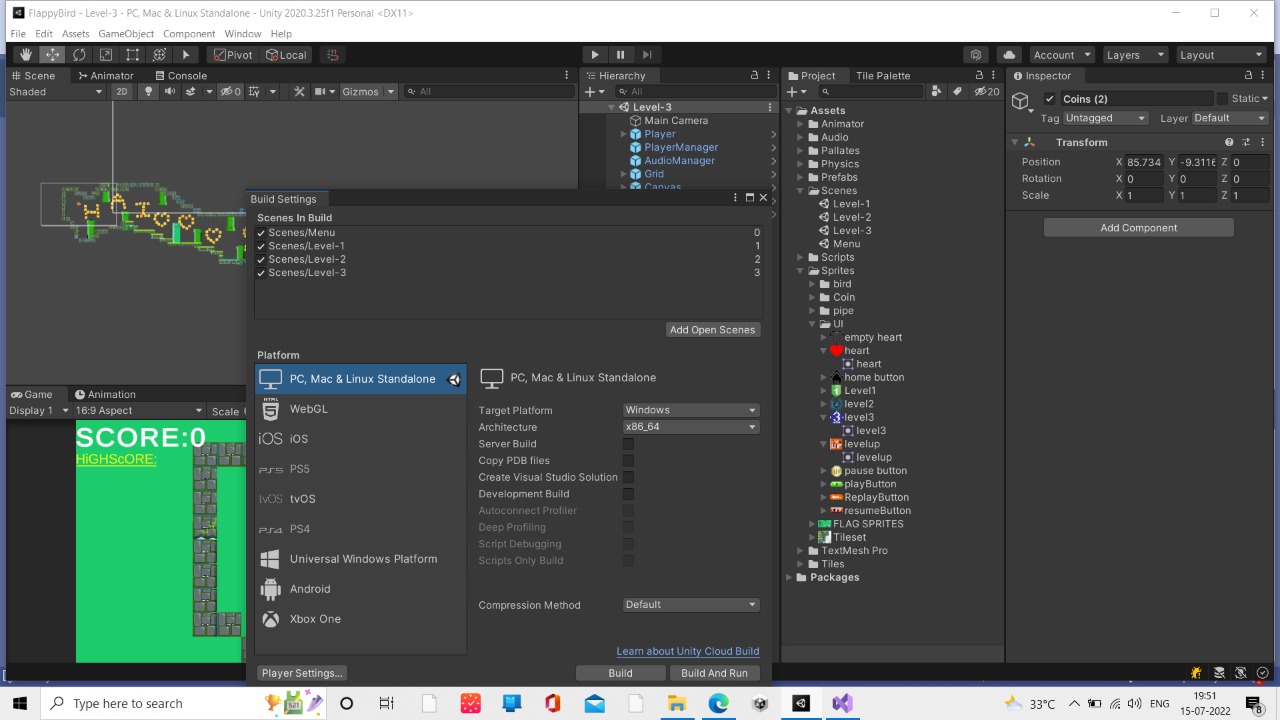 FlappyBird - Level-3 - PC, Mac & Linux Standalone - Unity 2020.3.25f1 Personal <DX11>
File Edit Assets GameObject Component Window Help
Pivot Local Account Layers Layout
Scene Animator Console Hierarchy Project Tile Palette Inspector
Shaded 2D 0 Gizmos All All 20
Coins (2) Static
Tag Untagged Layer Default
Transform
Position X 85.734 Y -9.3116 Z 0
Rotation X 0 Y 0 Z 0
Scale X 1 Y 1 Z 1
Add Component
Level-3
Main Camera
Player
PlayerManager
AudioManager
Grid
Canvas
Assets
Animator
Audio
Pallates
Physics
Prefabs
Scenes
Level-1
Level-2
Level-3
Menu
Scripts
Sprites
bird
Coin
pipe
UI
empty heart
heart
heart
home button
Level1
level2
level3
level3
levelup
levelup
pause button
playButton
ReplayButton
resumeButton
FLAG SPRITES
Tileset
TextMesh Pro
Tiles
Packages
Build Settings
Scenes In Build
Scenes/Menu 0
Scenes/Level-1 1
Scenes/Level-2 2
Scenes/Level-3 3
Add Open Scenes
Platform
PC, Mac & Linux Standalone
HTML 5 WebGL
iOS iOS
PS5 PS5
tvOS tvOS
PS4 PS4
Universal Windows Platform
Android
Xbox One
PC, Mac & Linux Standalone
Target Platform Windows
Architecture x86_64
Server Build
Copy PDB files
Create Visual Studio Solution
Development Build
Autoconnect Profiler
Deep Profiling
Script Debugging
Scripts Only Build
Compression Method Default
Learn about Unity Cloud Build
Player Settings... Build Build And Run
Game Animation
Display 1 16:9 Aspect Scale
SCORE:0
HiGHScORE:
Type here to search
33°C ENG 19:51
15-07-2022
8